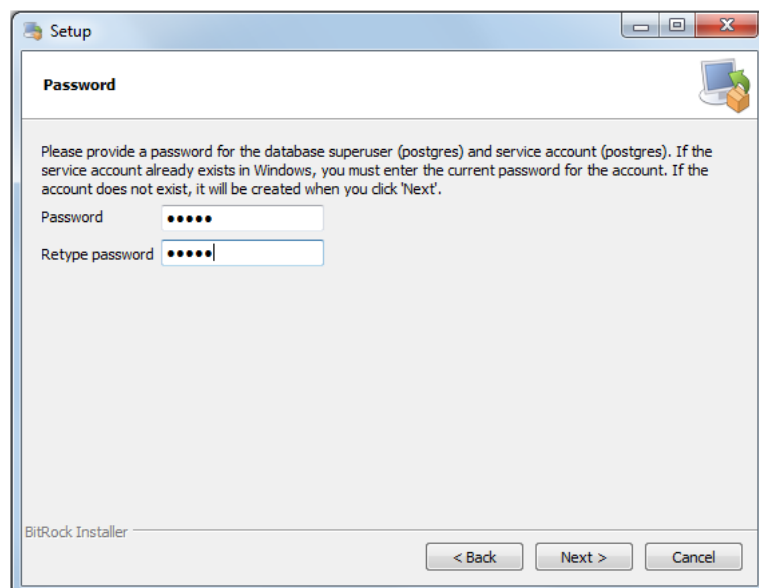 Setup
Password
Please provide a password for the database superuser (postgres) and service account (postgres). If the
service account already exists in Windows, you must enter the current password for the account. If the
account does not exist, it will be created when you click 'Next'.
Password •••••
Retype password •••••
BitRock Installer
< Back Next > Cancel